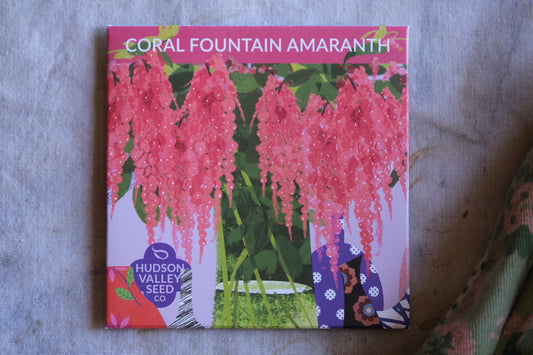 CORAL FOUNTAIN AMARANTH
HUDSON
VALLEY
SEED
CO